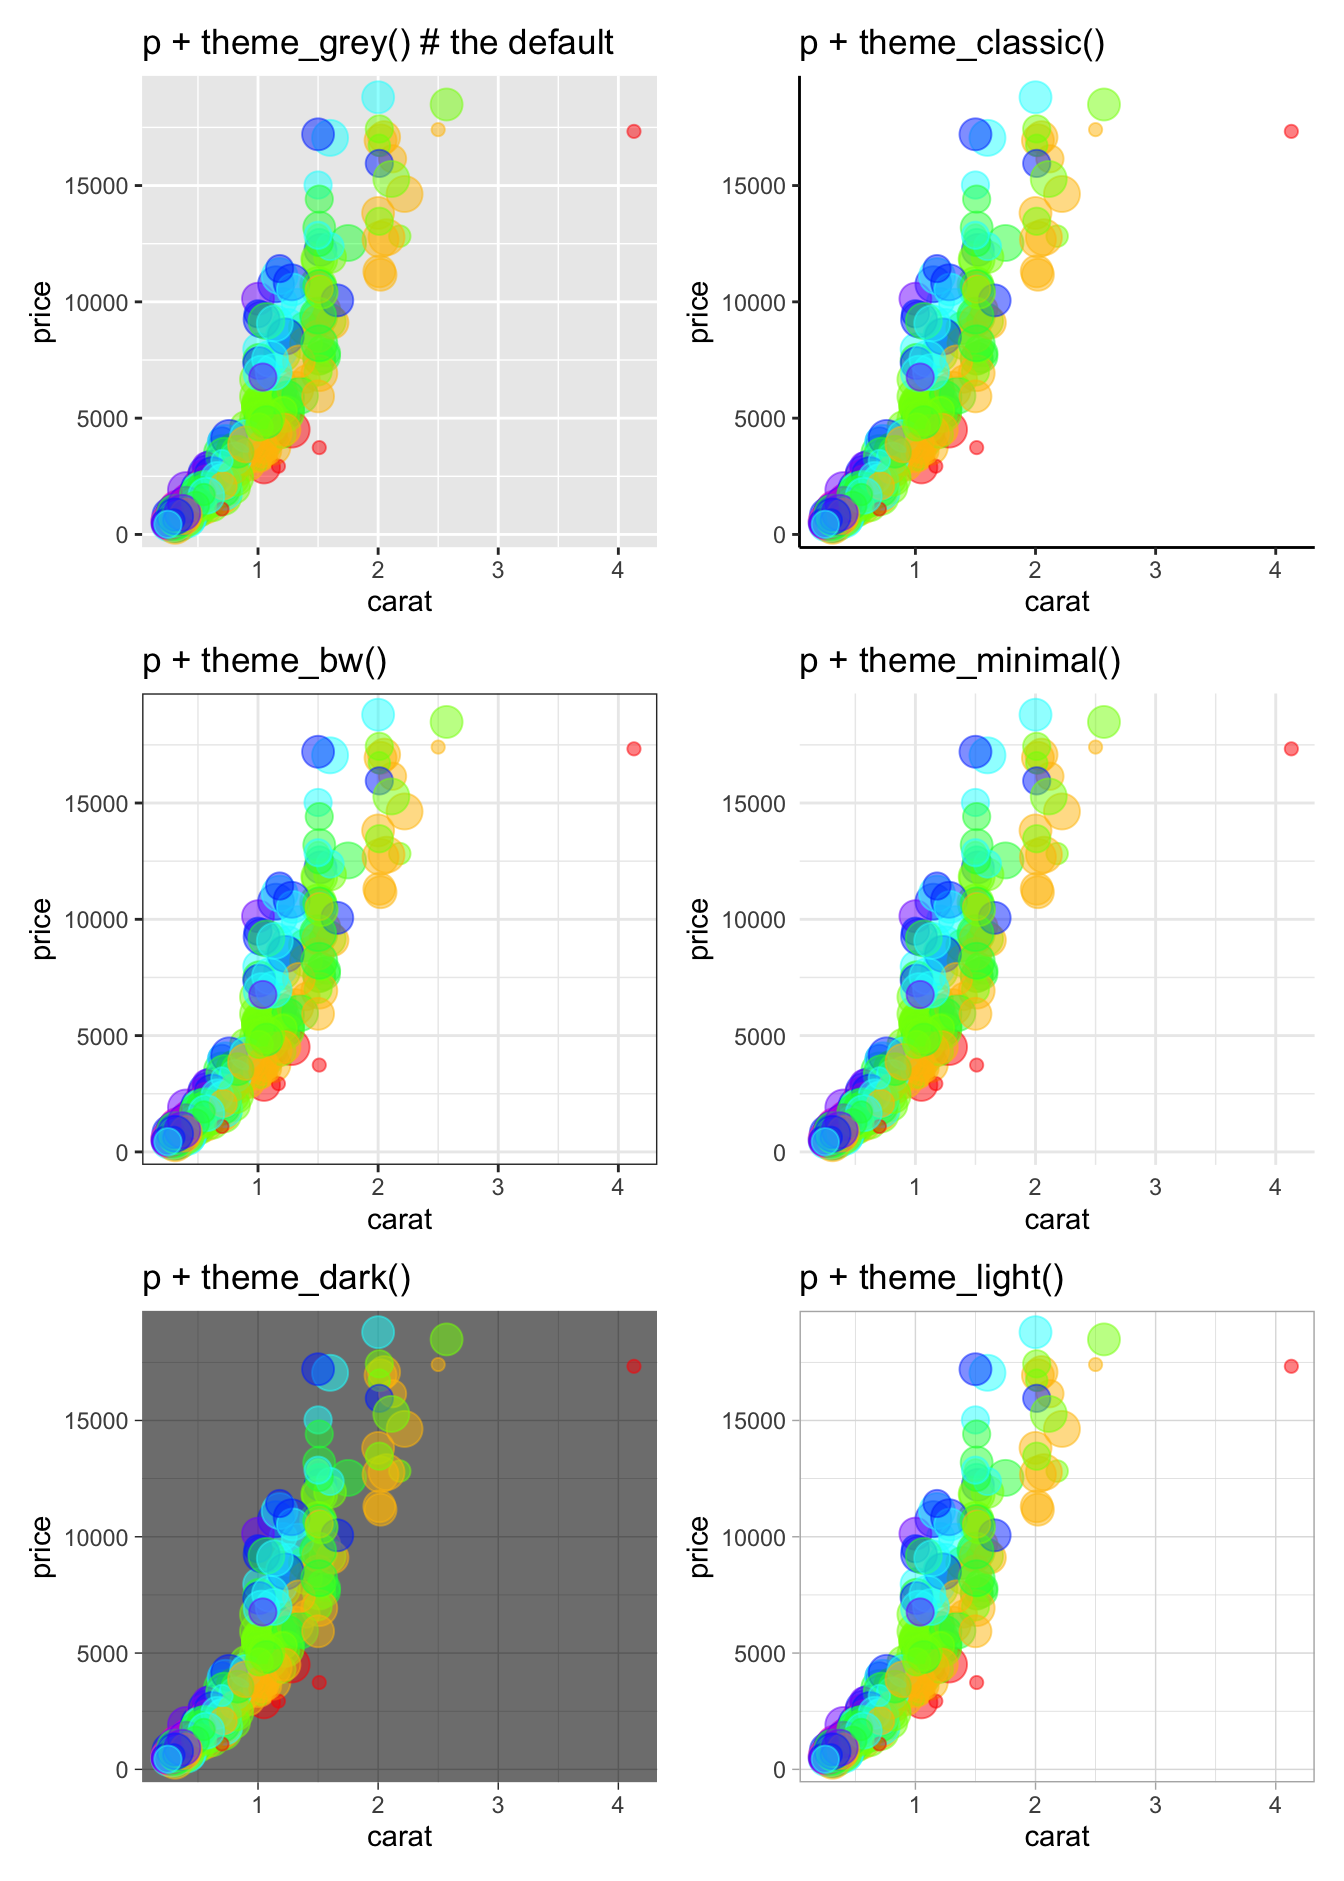 p + theme_grey() # the default
price
15000
10000
5000
0
1 2 3 4
carat
p + theme_classic()
price
15000
10000
5000
0
1 2 3 4
carat
p + theme_bw()
price
15000
10000
5000
0
1 2 3 4
carat
p + theme_minimal()
price
15000
10000
5000
0
1 2 3 4
carat
p + theme_dark()
price
15000
10000
5000
0
1 2 3 4
carat
p + theme_light()
price
15000
10000
5000
0
1 2 3 4
carat